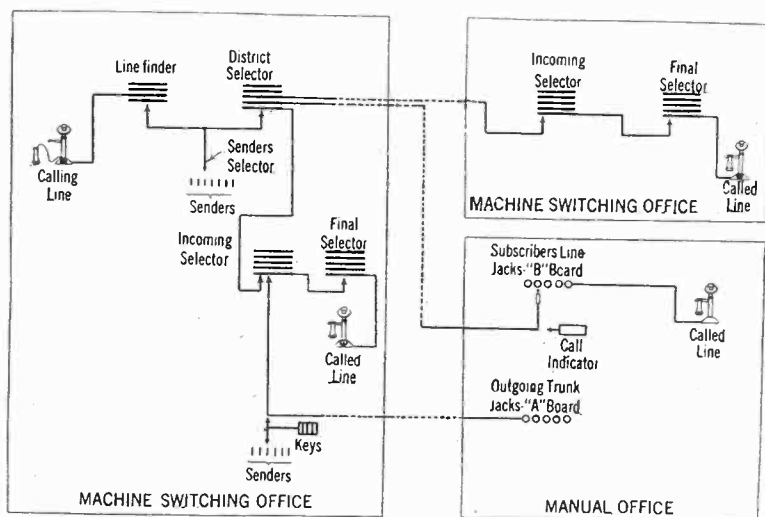 Line finder
District
Selector
Senders
Selector
Calling
Line
Senders
Incoming
Selector
Final
Selector
Called
Line
Keys
Senders
MACHINE SWITCHING OFFICE
Incoming
Selector
Final
Selector
Called
Line
MACHINE SWITCHING OFFICE
Subscribers Line
Jacks-"B" Board
Call
Indicator
Called
Line
Outgoing Trunk
Jacks-"A" Board
MANUAL OFFICE